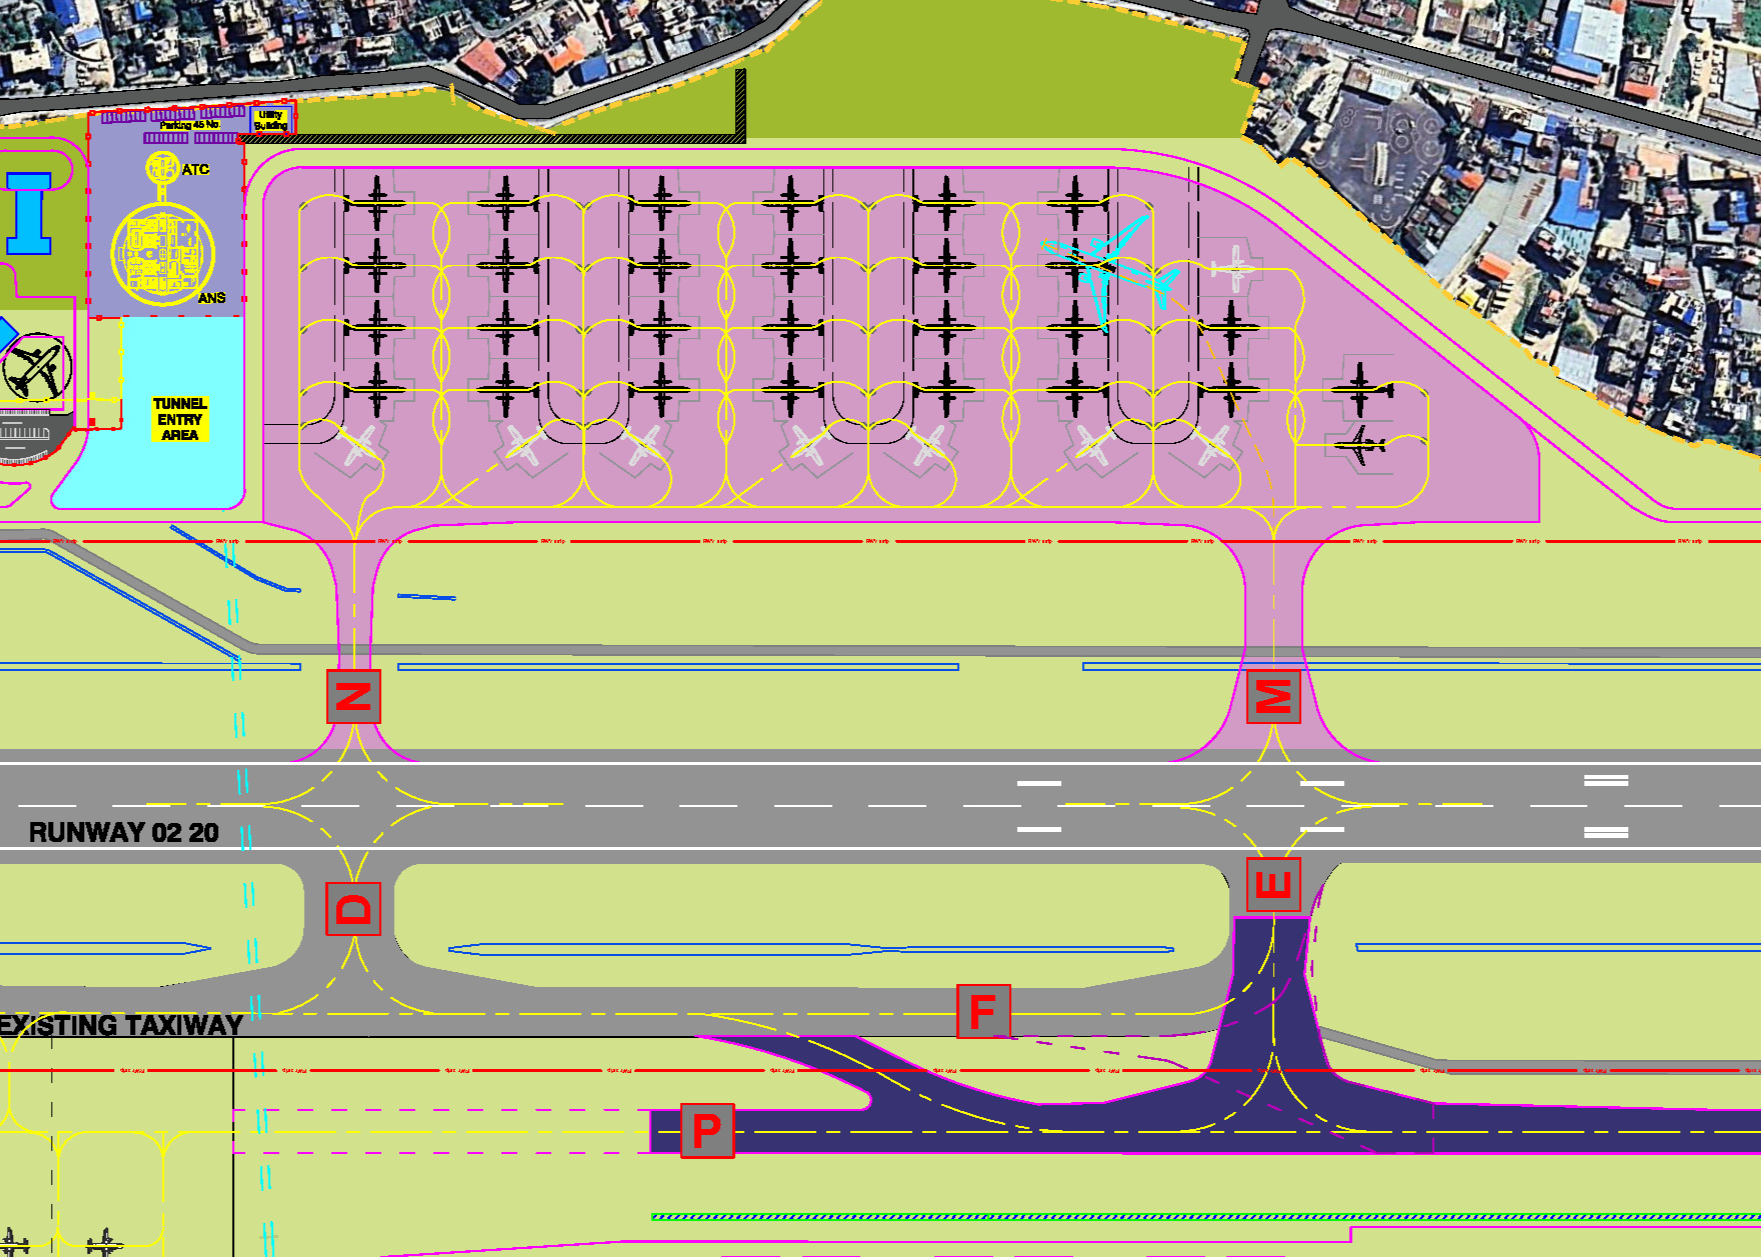 Utility
Building
Parking 45 No.
ATC
ANS
TUNNEL
ENTRY
AREA
N
M
RUNWAY 02 20
D
E
F
EXISTING TAXIWAY
P